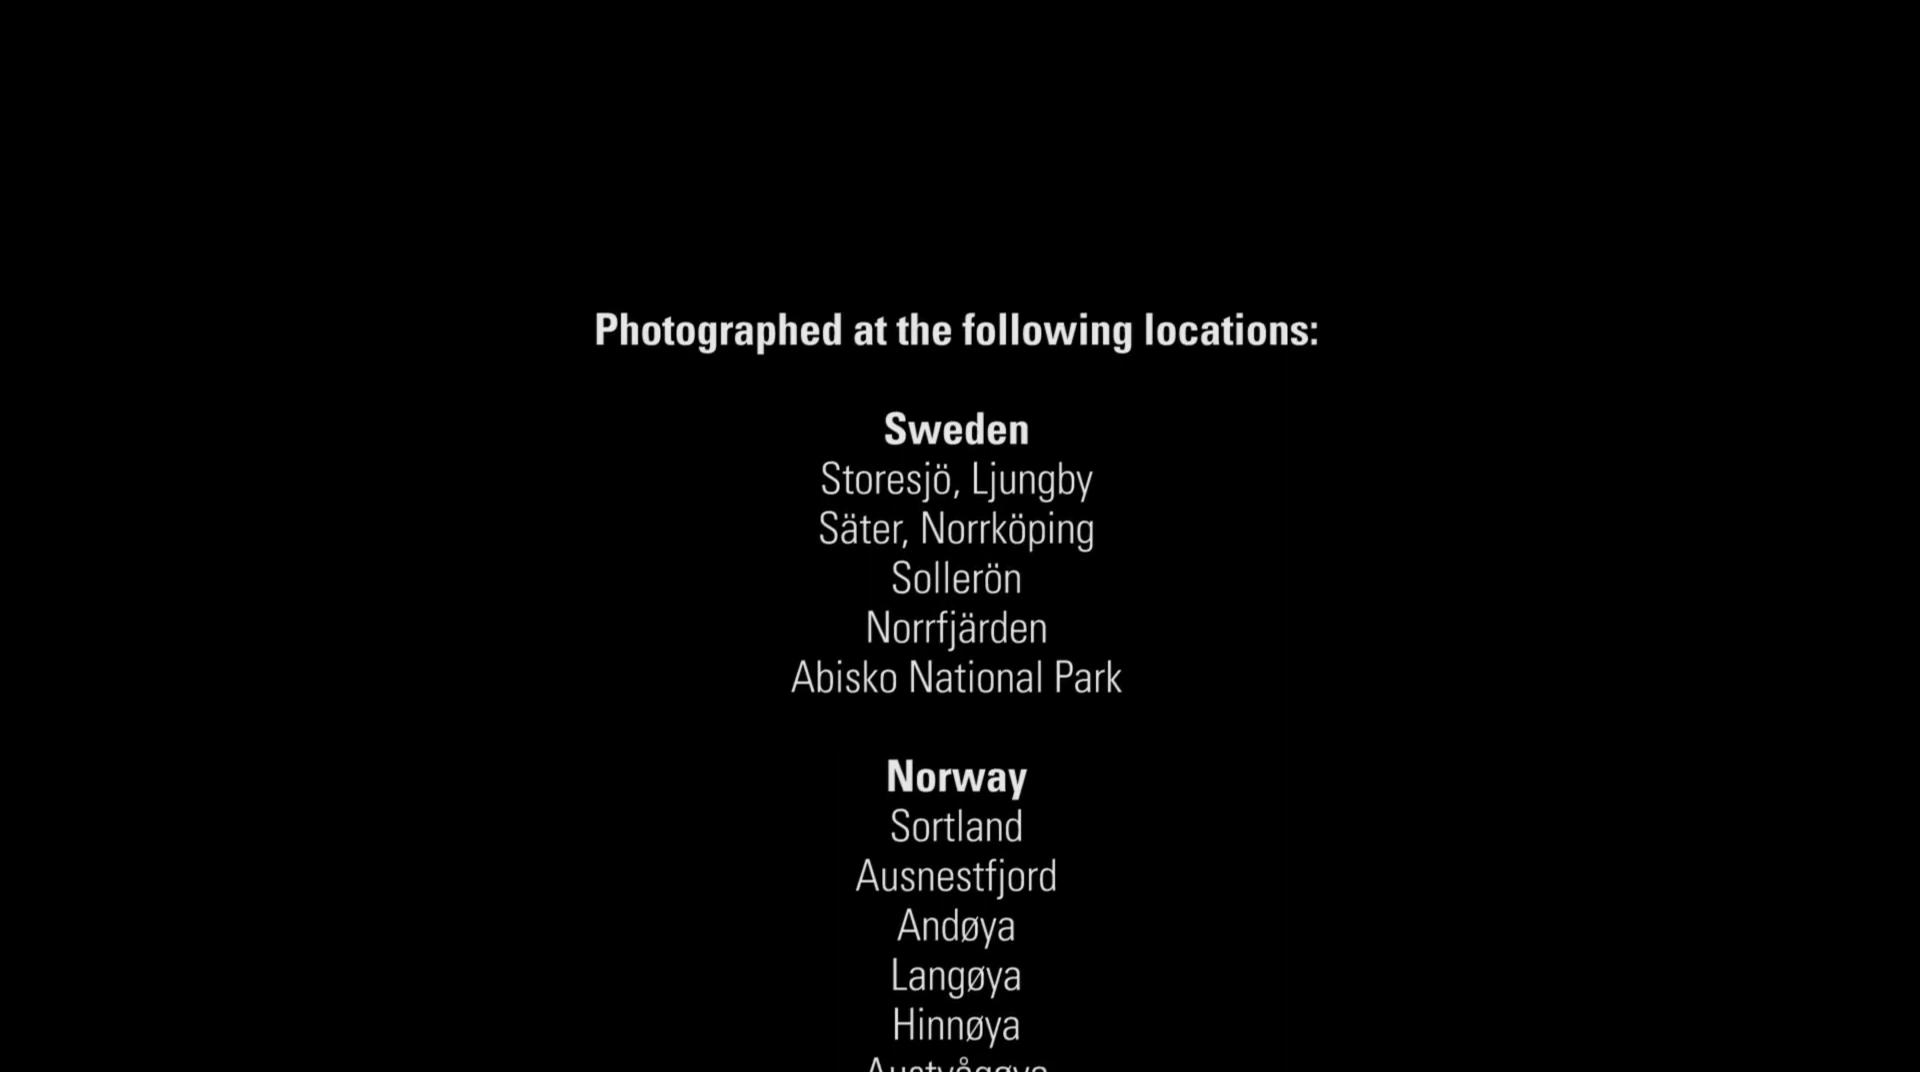 Photographed at the following locations:
Sweden
Storesjö, Ljungby
Säter, Norrköping
Sollerön
Norrfjärden
Abisko National Park
Norway
Sortland
Ausnestfjord
Andøya
Langøya
Hinnøya